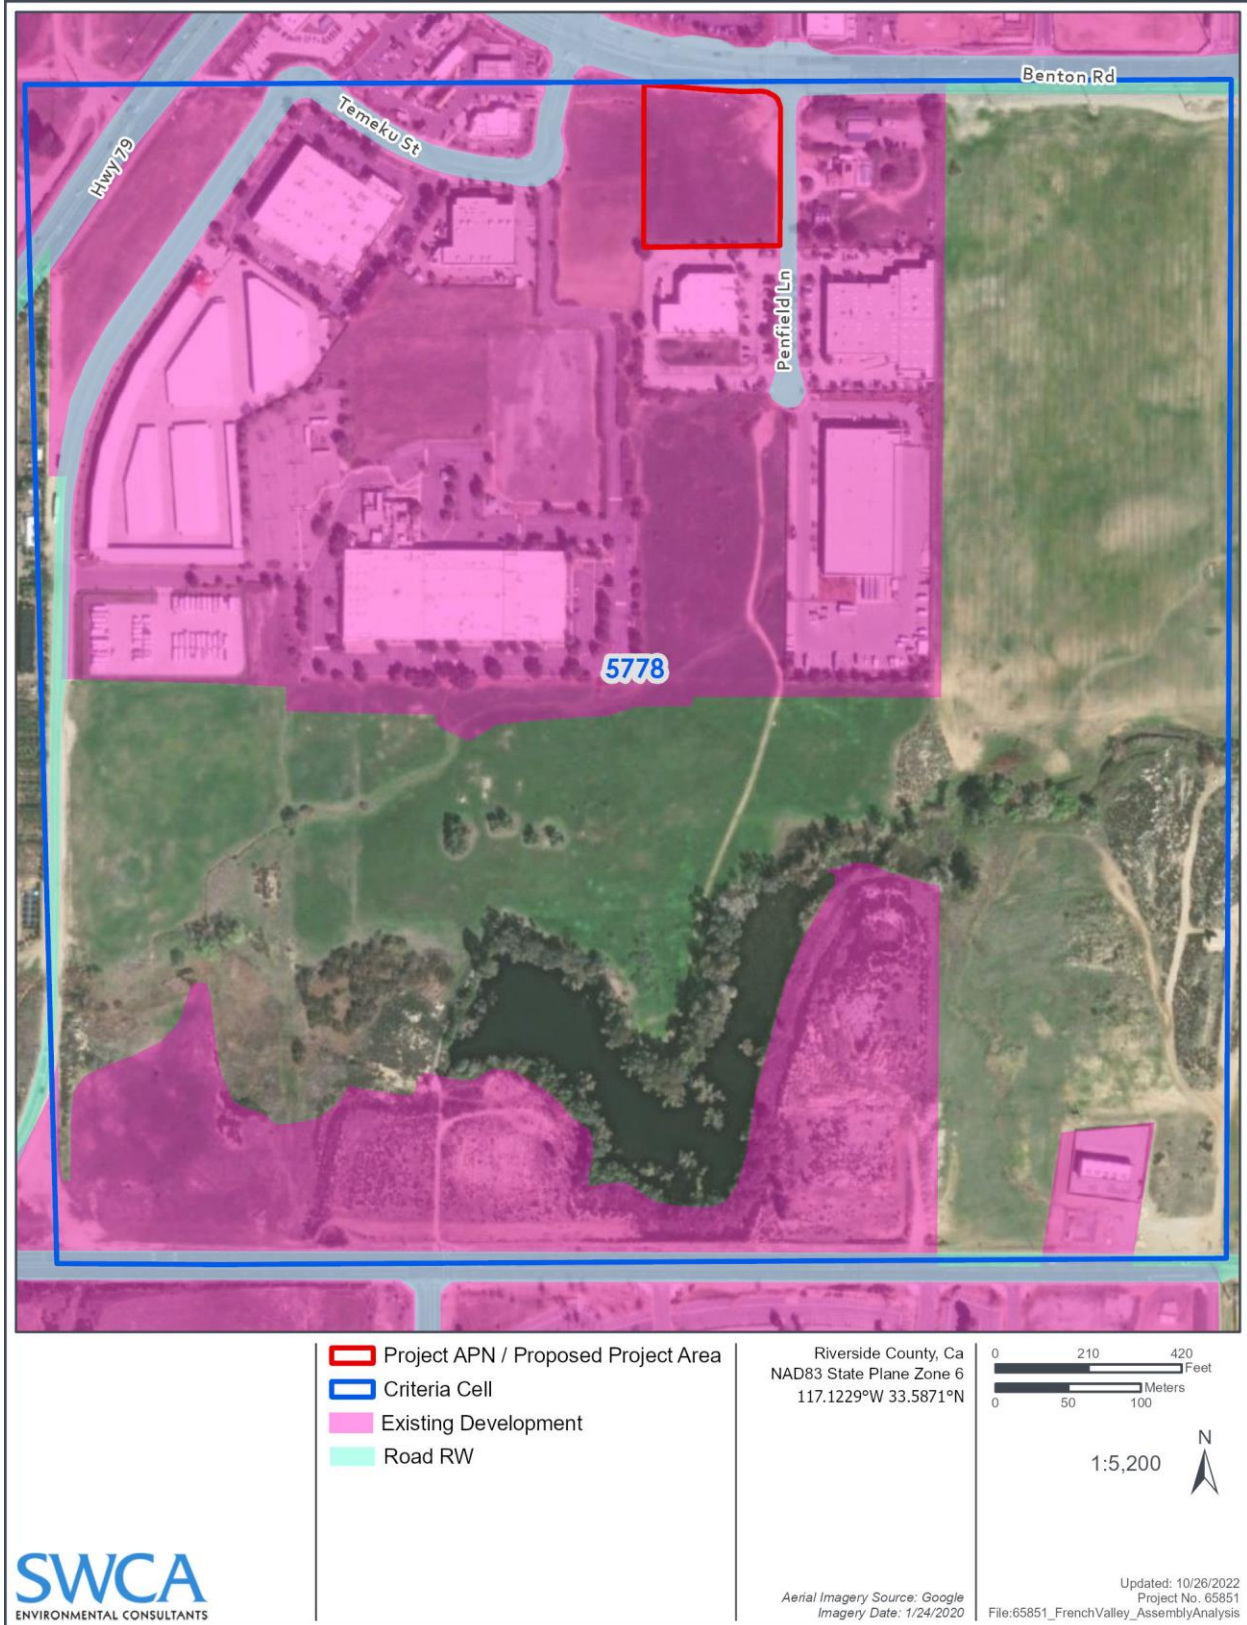 Benton Rd
Temeku St
Hwy 79
Penfield Ln
5778
Project APN / Proposed Project Area
Criteria Cell
Existing Development
Road RW
Riverside County, Ca
NAD83 State Plane Zone 6
117.1229°W 33.5871°N
0 210 420
Feet
Meters
0 50 100
N
1:5,200
SWCA
ENVIRONMENTAL CONSULTANTS
Aerial Imagery Source: Google
Imagery Date: 1/24/2020
Updated: 10/26/2022
Project No. 65851
File:65851_FrenchValley_AssemblyAnalysis